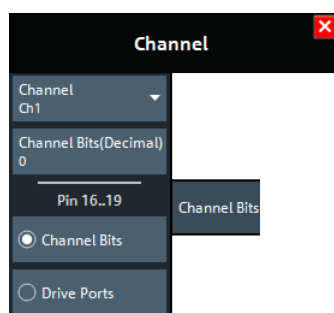 Channel
Channel
Ch1
Channel Bits(Decimal)
0
Pin 16..19
Channel Bits
Channel Bits
Drive Ports